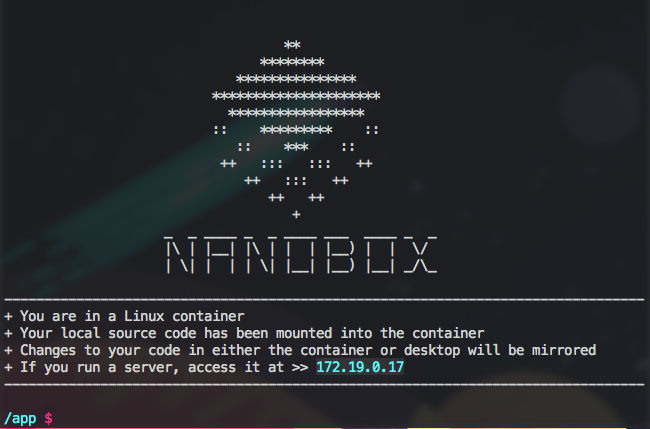 NANOBOX
+ You are in a Linux container
+ Your local source code has been mounted into the container
+ Changes to your code in either the container or desktop will be mirrored
+ If you run a server, access it at >> 172.19.0.17
/app $